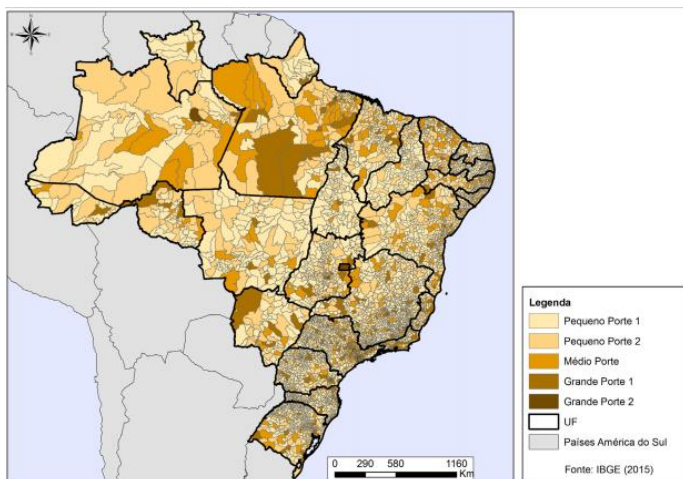 Legenda
Pequeno Porte 1
Pequeno Porte 2
Médio Porte
Grande Porte 1
Grande Porte 2
UF
Países América do Sul
Fonte: IBGE (2015)
0 290 580 1160
Km